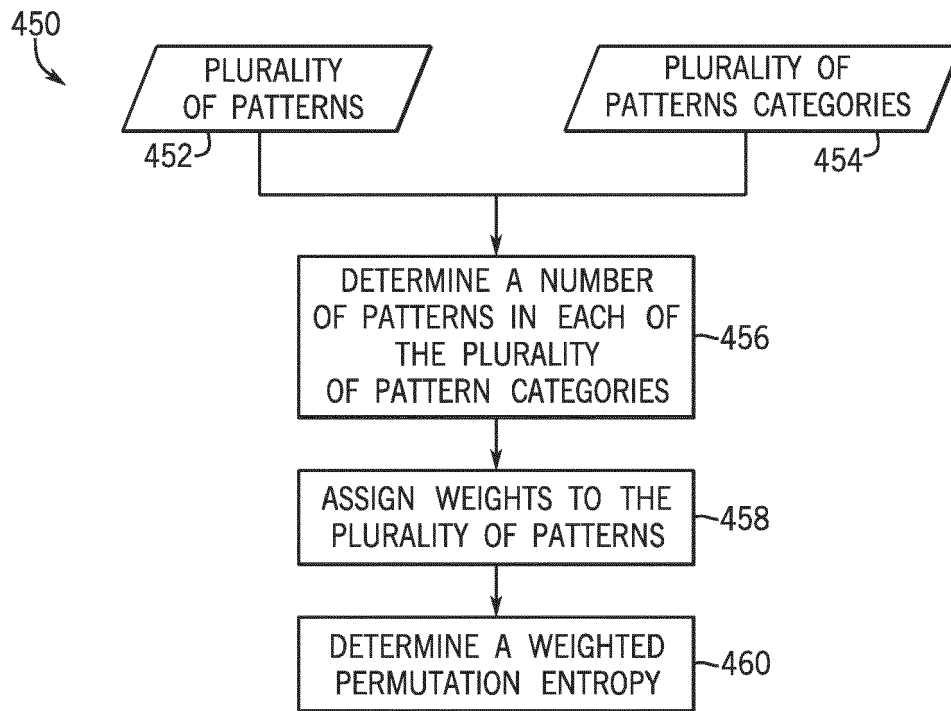 450
PLURALITY
OF PATTERNS
452
PLURALITY OF
PATTERNS CATEGORIES
454
DETERMINE A NUMBER
OF PATTERNS IN EACH OF
THE PLURALITY
OF PATTERN CATEGORIES
456
ASSIGN WEIGHTS TO THE
PLURALITY OF PATTERNS
458
DETERMINE A WEIGHTED
PERMUTATION ENTROPY
460